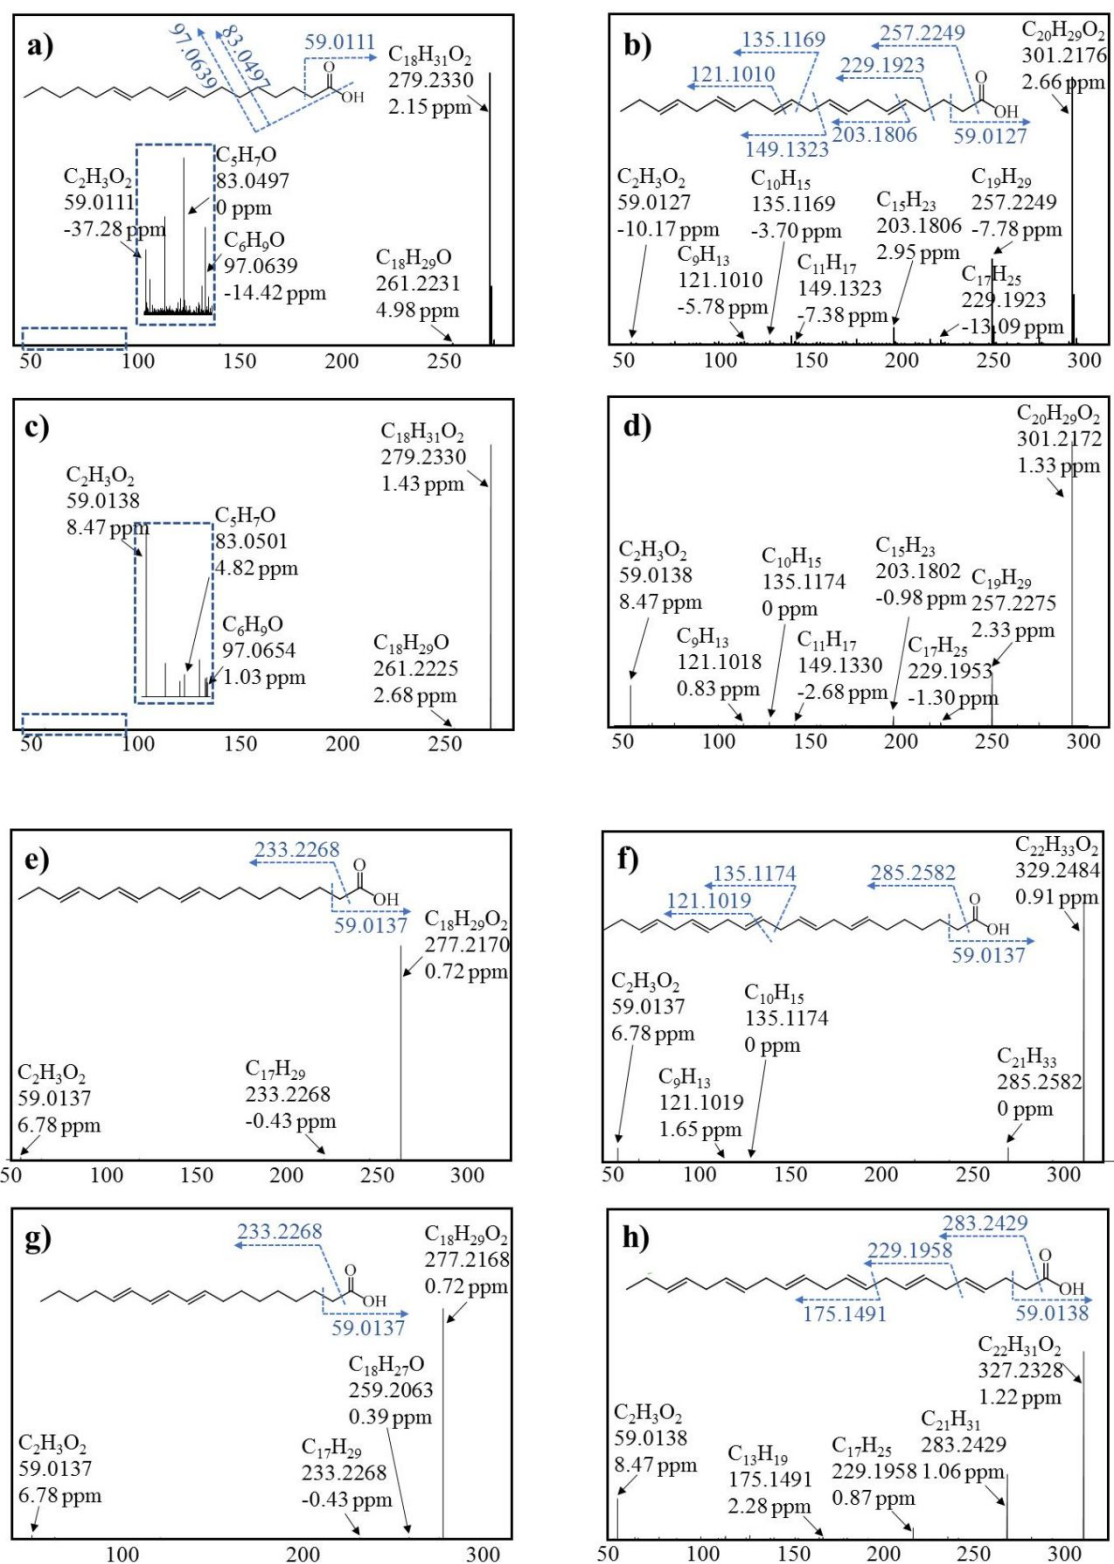 a)
97.0639
83.0497
59.0111
C18H31O2
279.2330
2.15 ppm
O
OH
C5H7O
83.0497
0 ppm
C2H3O2
59.0111
-37.28 ppm
C6H9O
97.0639
-14.42 ppm
C18H29O
261.2231
4.98 ppm
50 100 150 200 250
b)
135.1169
257.2249
C20H29O2
301.2176
2.66 ppm
121.1010
229.1923
O
OH
149.1323
203.1806
59.0127
C2H3O2
59.0127
-10.17 ppm
C10H15
135.1169
-3.70 ppm
C19H29
257.2249
-7.78 ppm
C15H23
203.1806
2.95 ppm
C9H13
121.1010
-5.78 ppm
C11H17
149.1323
-7.38 ppm
C17H25
229.1923
-13.09 ppm
50 100 150 200 250 300
c)
C18H31O2
279.2330
1.43 ppm
C2H3O2
59.0138
8.47 ppm
C5H7O
83.0501
4.82 ppm
C6H9O
97.0654
1.03 ppm
C18H29O
261.2225
2.68 ppm
50 100 150 200 250
d)
C20H29O2
301.2172
1.33 ppm
C2H3O2
59.0138
8.47 ppm
C10H15
135.1174
0 ppm
C15H23
203.1802
-0.98 ppm
C19H29
257.2275
2.33 ppm
C9H13
121.1018
0.83 ppm
C11H17
149.1330
-2.68 ppm
C17H25
229.1953
-1.30 ppm
50 100 150 200 250 300
e)
233.2268
O
OH
59.0137
C18H29O2
277.2170
0.72 ppm
C2H3O2
59.0137
6.78 ppm
C17H29
233.2268
-0.43 ppm
50 100 150 200 250 300
f)
C22H33O2
329.2484
0.91 ppm
135.1174
285.2582
121.1019
O
OH
59.0137
C2H3O2
59.0137
6.78 ppm
C10H15
135.1174
0 ppm
C9H13
121.1019
1.65 ppm
C21H33
285.2582
0 ppm
50 100 150 200 250 300
g)
233.2268
C18H29O2
277.2168
0.72 ppm
O
OH
59.0137
C18H27O
259.2063
0.39 ppm
C2H3O2
59.0137
6.78 ppm
C17H29
233.2268
-0.43 ppm
100 200 300
h)
283.2429
229.1958
O
OH
175.1491
59.0138
C22H31O2
327.2328
1.22 ppm
C2H3O2
59.0138
8.47 ppm
C13H19
175.1491
2.28 ppm
C17H25
229.1958
0.87 ppm
C21H31
283.2429
1.06 ppm
50 100 150 200 250 300